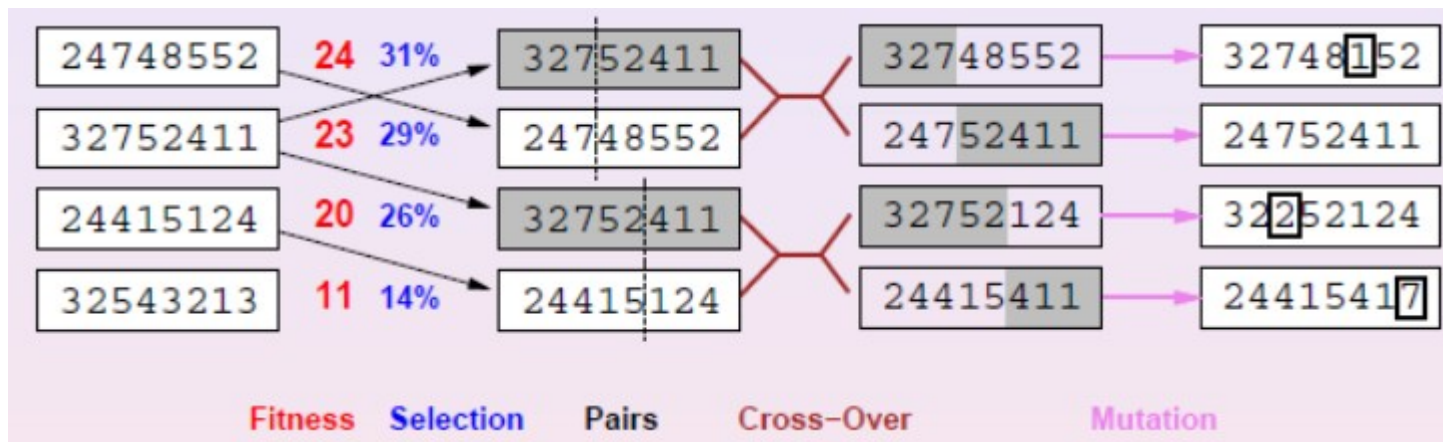 24748552 24 31% 32752411 32748552 32748152
32752411 23 29% 24748552 24752411 24752411
24415124 20 26% 32752411 32752124 32252124
32543213 11 14% 24415124 24415411 24415417
Fitness Selection Pairs Cross-Over Mutation